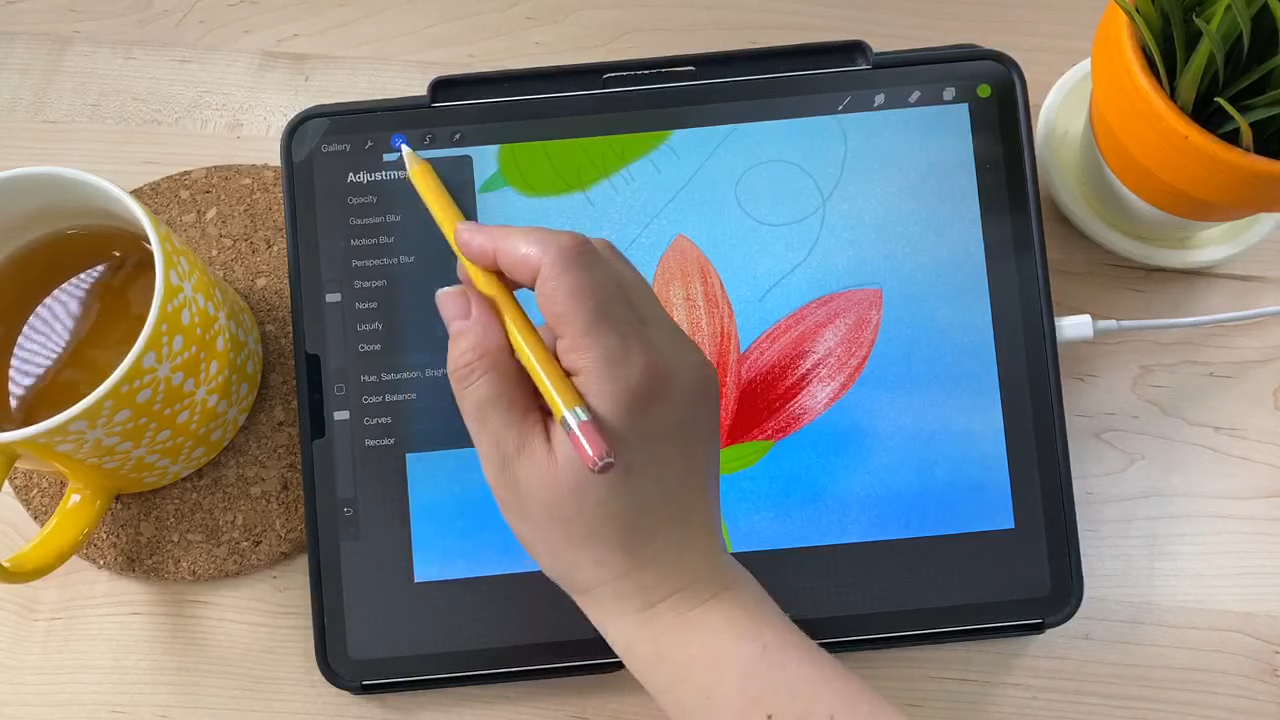 Gallery
Adjustme
Opacity
Gaussian Blur
Motion Blur
Perspective Blur
Sharpen
Noise
Liquify
Clone
Hue, Saturation, Brigh
Color Balance
Curves
Recolor